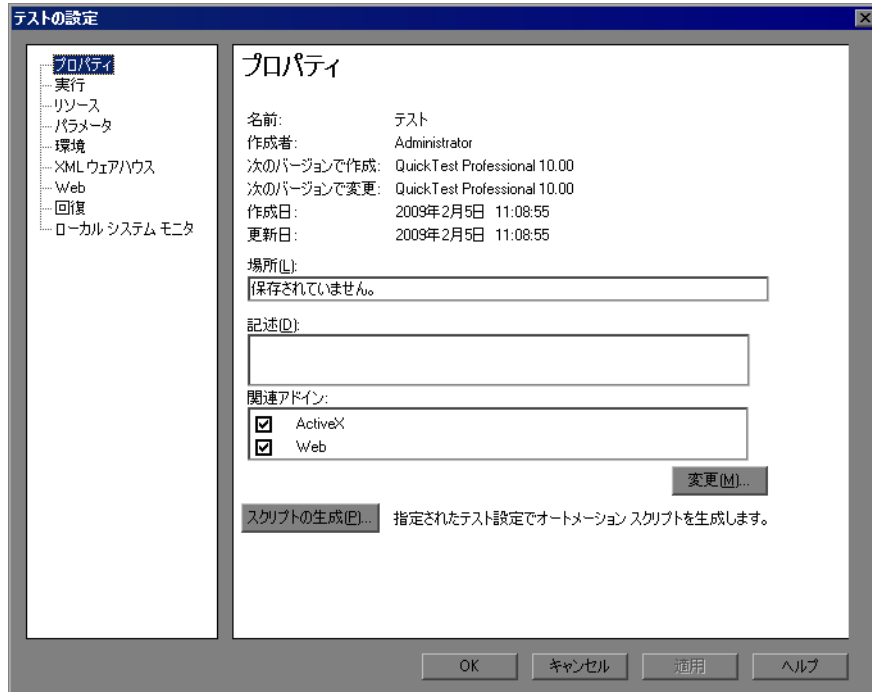 テストの設定
プロパティ
実行
リソース
パラメータ
環境
XML ウェアハウス
Web
回復
ローカル システム モニタ
プロパティ
名前: テスト
作成者: Administrator
次のバージョンで作成: QuickTest Professional 10.00
次のバージョンで変更: QuickTest Professional 10.00
作成日: 2009年2月5日 11:08:55
更新日: 2009年2月5日 11:08:55
場所(L):
保存されていません。
記述(D):
関連アドイン:
ActiveX
Web
変更(M)...
スクリプトの生成(P)... 指定されたテスト設定でオートメーション スクリプトを生成します。
OK キャンセル 適用 ヘルプ